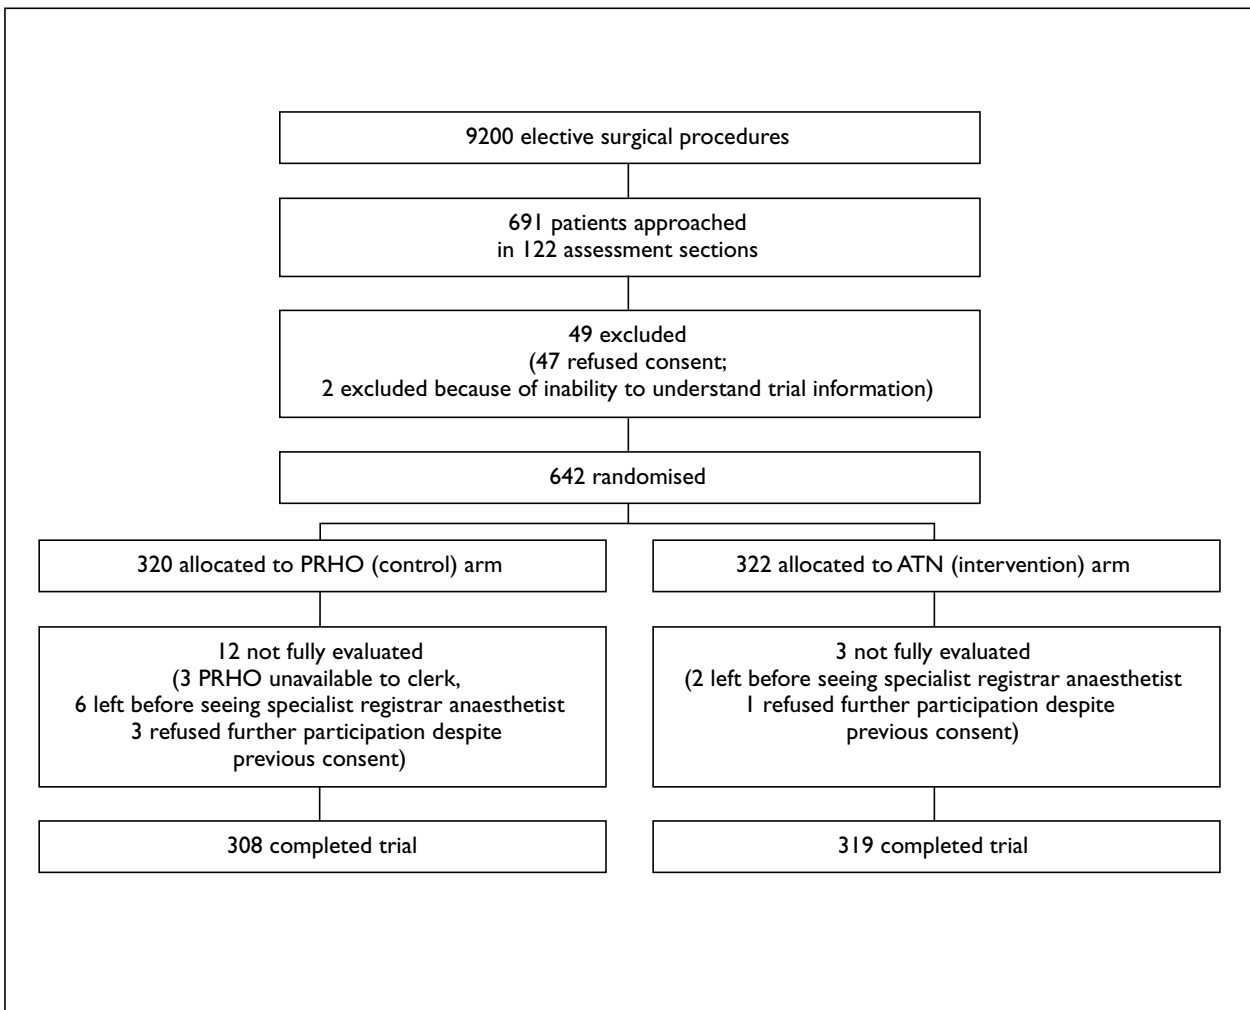 9200 elective surgical procedures
691 patients approached
in 122 assessment sections
49 excluded
(47 refused consent;
2 excluded because of inability to understand trial information)
642 randomised
320 allocated to PRHO (control) arm
322 allocated to ATN (intervention) arm
12 not fully evaluated
(3 PRHO unavailable to clerk,
6 left before seeing specialist registrar anaesthetist
3 refused further participation despite
previous consent)
3 not fully evaluated
(2 left before seeing specialist registrar anaesthetist
1 refused further participation despite
previous consent)
308 completed trial
319 completed trial